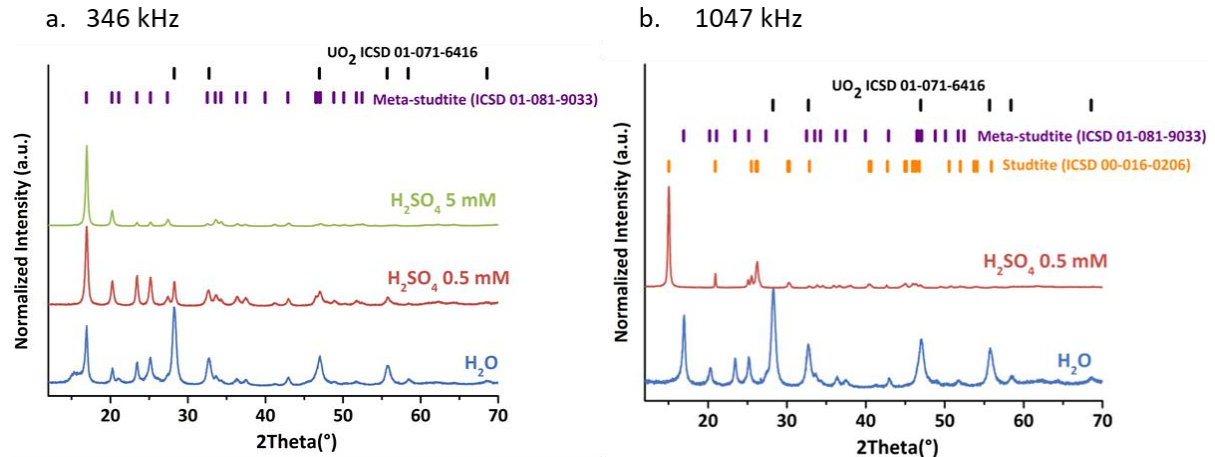 a. 346 kHz
UO₂ ICSD 01-071-6416
Meta-studtite (ICSD 01-081-9033)
Normalized Intensity (a.u.)
H₂SO₄ 5 mM
H₂SO₄ 0.5 mM
H₂O
20 30 40 50 60 70
2Theta(°)
b. 1047 kHz
UO₂ ICSD 01-071-6416
Meta-studtite (ICSD 01-081-9033)
Studtite (ICSD 00-016-0206)
Normalized Intensity (a.u.)
H₂SO₄ 0.5 mM
H₂O
20 30 40 50 60 70
2Theta(°)